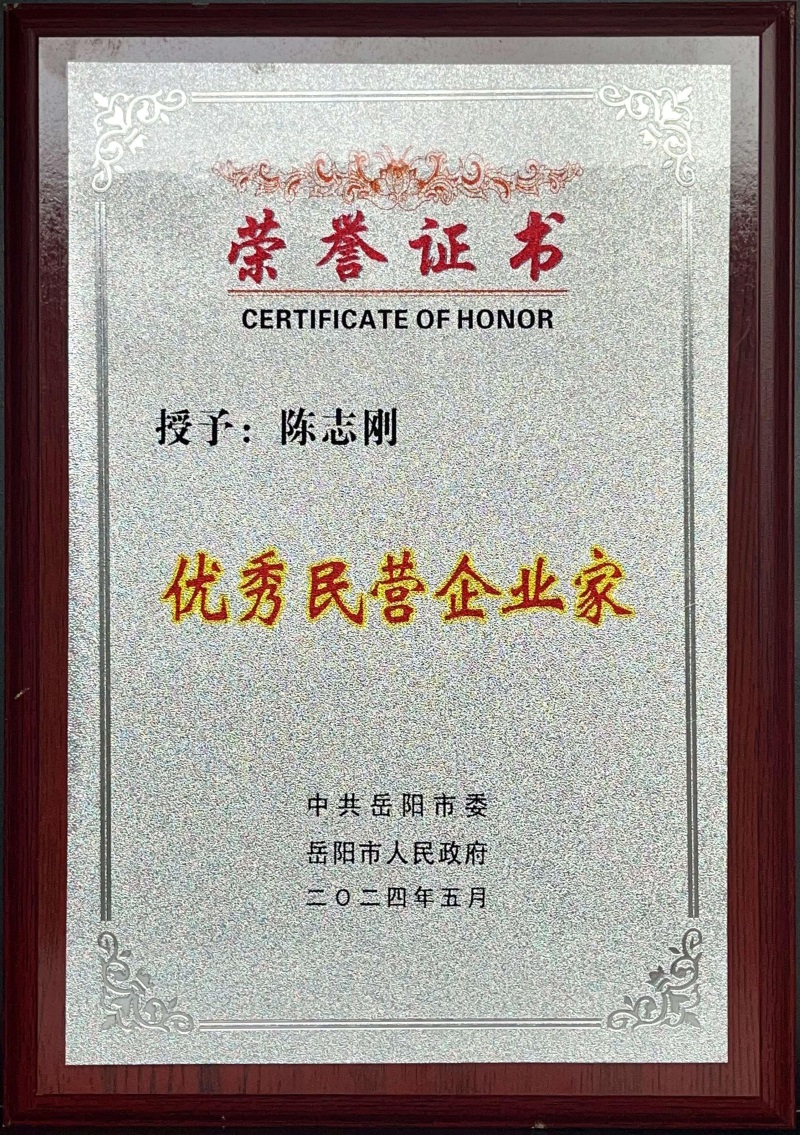 荣誉证书
CERTIFICATE OF HONOR
授予：陈志刚
优秀民营企业家
中共岳阳市委
岳阳市人民政府
二〇二四年五月